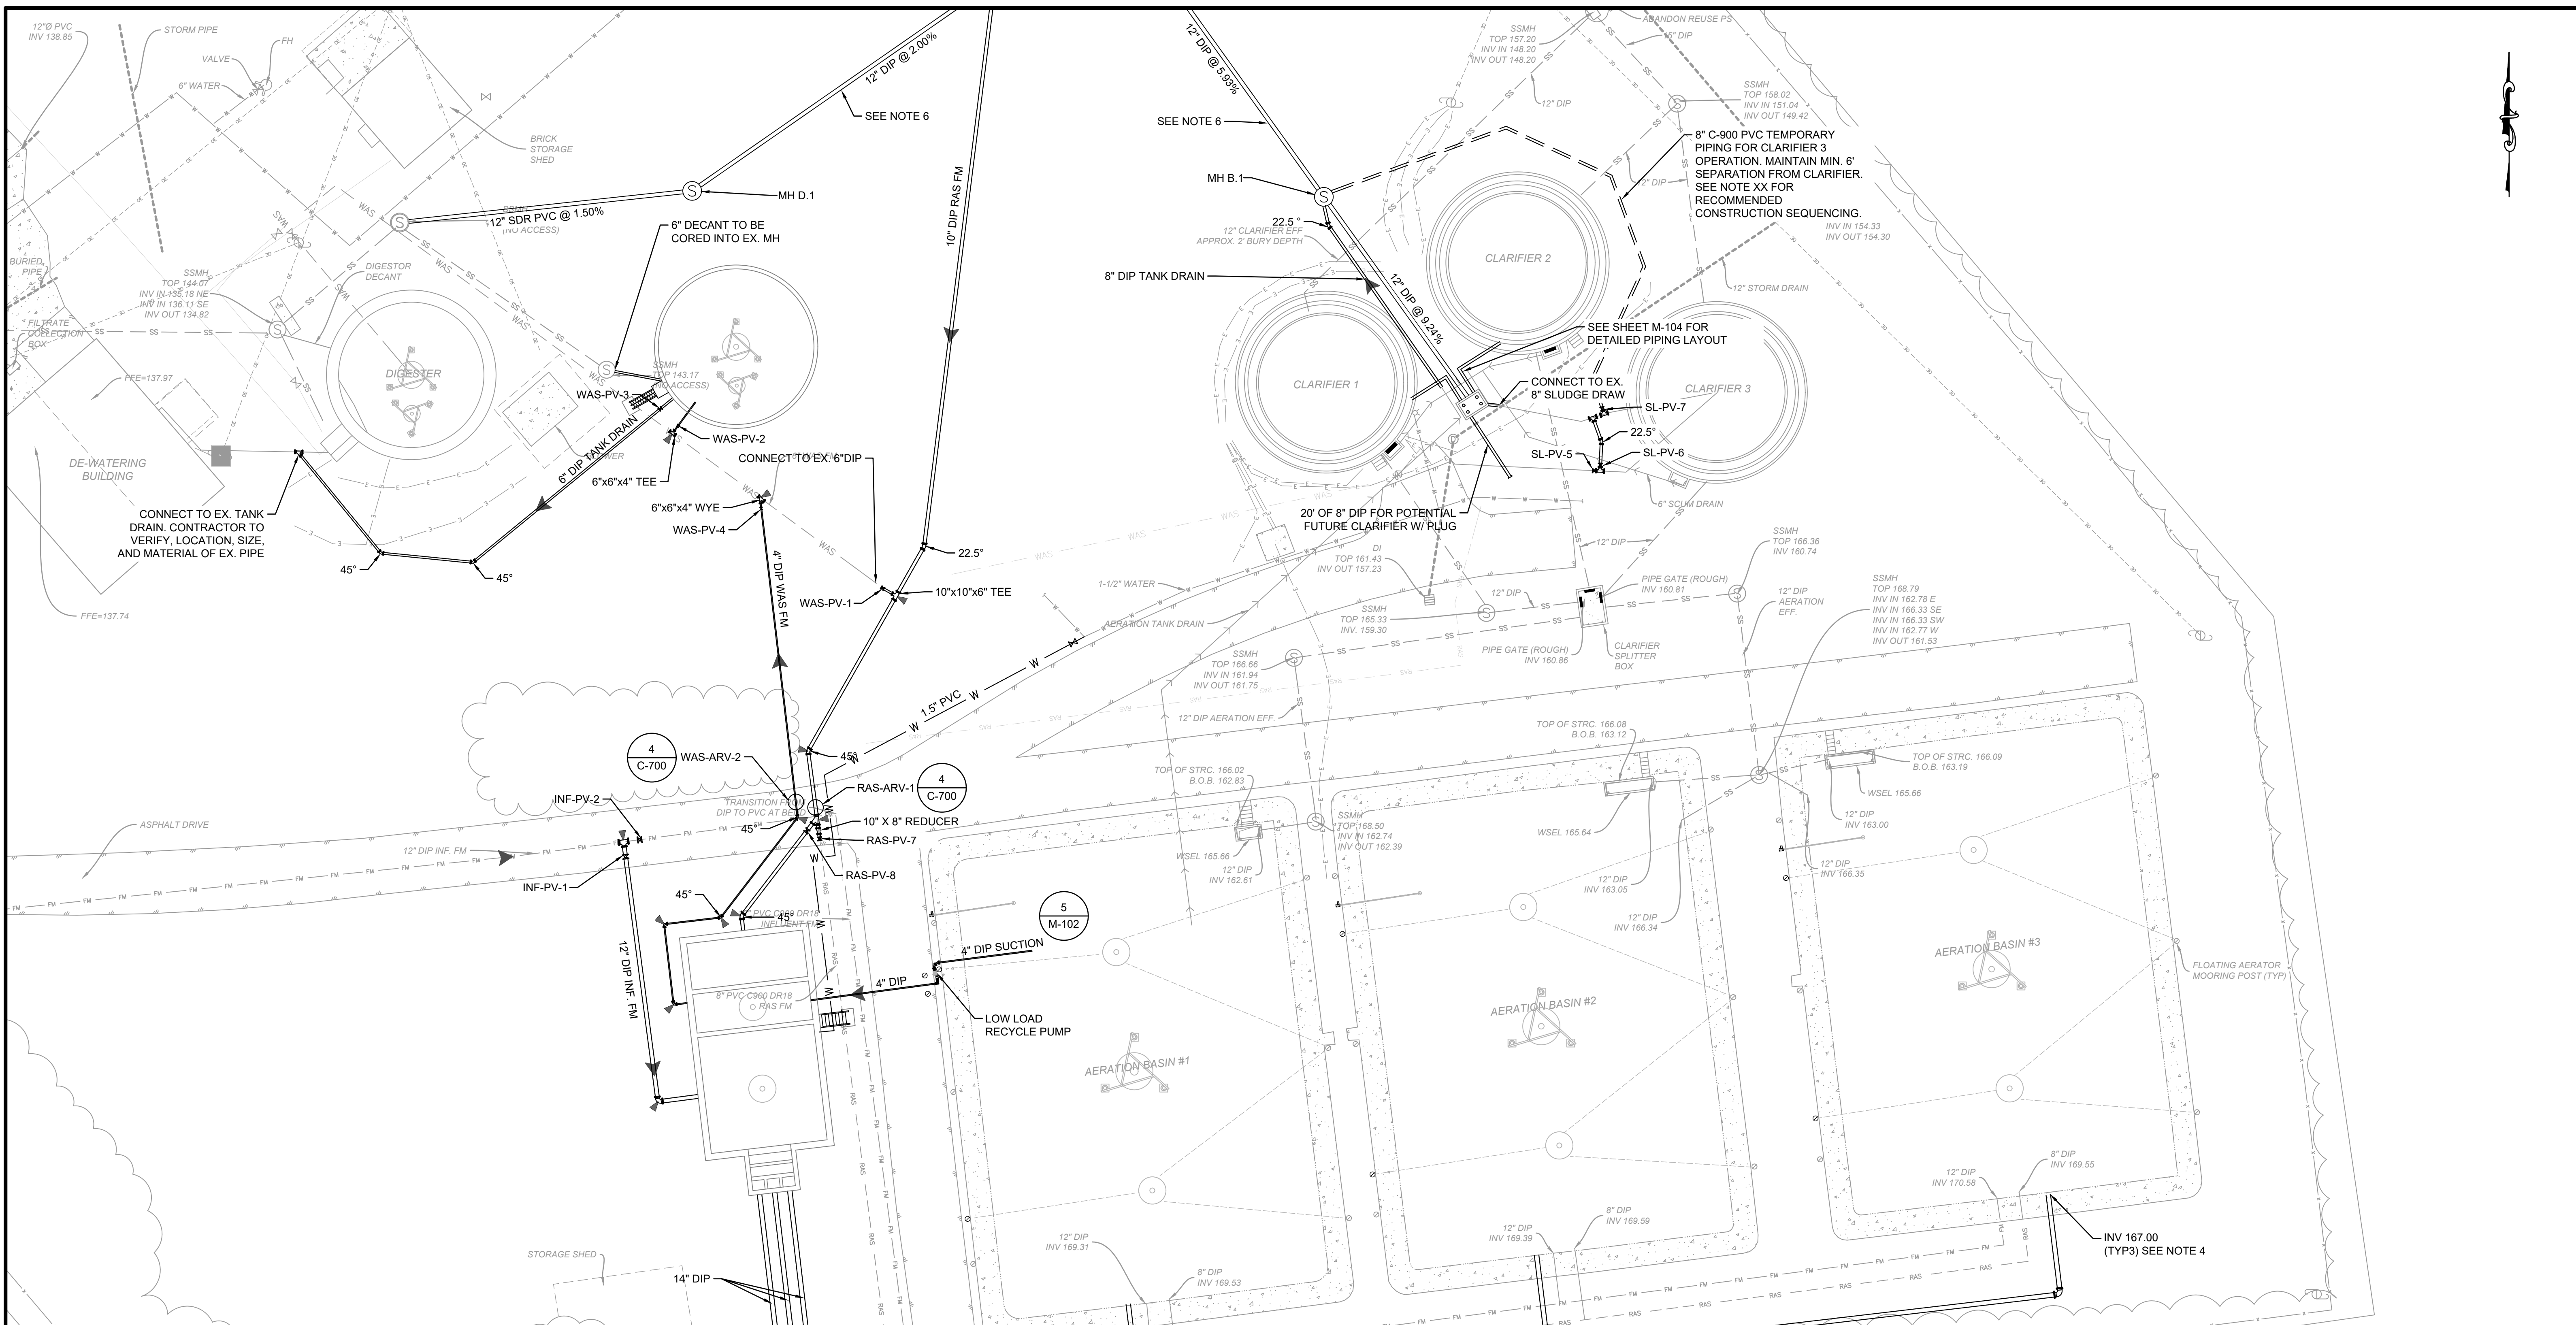 12"Ø PVC
INV 138.85
STORM PIPE
FH
VALVE
6" WATER
BRICK
STORAGE
SHED
12" DIP @ 2.00%
SEE NOTE 6
MH D.1
12" SDR PVC @ 1.50%
(NO ACCESS)
6" DECANT TO BE
CORED INTO EX. MH
10" DIP RAS FM
12" DIP @ 5.93%
SEE NOTE 6
MH B.1
22.5 °
12" CLARIFIER EFF
APPROX. 2' BURY DEPTH
8" DIP TANK DRAIN
12" DIP @ 9.24%
SSMH
TOP 157.20
INV IN 148.20
INV OUT 148.20
ABANDON REUSE PS
15" DIP
12" DIP
SSMH
TOP 158.02
INV IN 151.04
INV OUT 149.42
8" C-900 PVC TEMPORARY
PIPING FOR CLARIFIER 3
OPERATION. MAINTAIN MIN. 6'
SEPARATION FROM CLARIFIER.
SEE NOTE XX FOR
RECOMMENDED
CONSTRUCTION SEQUENCING.
INV IN 154.33
INV OUT 154.30
12" DIP
CLARIFIER 2
12" STORM DRAIN
SEE SHEET M-104 FOR
DETAILED PIPING LAYOUT
CLARIFIER 1
CONNECT TO EX.
8" SLUDGE DRAW
CLARIFIER 3
SL-PV-7
22.5°
SL-PV-5
SL-PV-6
6" SCUM DRAIN
BURIED
PIPE
SSMH
TOP 144.07
INV IN 135.18 NE
INV IN 136.11 SE
INV OUT 134.82
DIGESTOR
DECANT
FILTRATE
COLLECTION
BOX
FFE=137.97
DIGESTER
SSMH
TOP 143.17
(NO ACCESS)
WAS-PV-3
WAS-PV-2
6" DIP TANK DRAIN
DE-WATERING
BUILDING
CONNECT TO EX. 6"DIP
6"x6"x4" TEE
6"x6"x4" WYE
WAS-PV-4
CONNECT TO EX. TANK
DRAIN. CONTRACTOR TO
VERIFY, LOCATION, SIZE,
AND MATERIAL OF EX. PIPE
45°
45°
4" DIP WAS FM
22.5°
WAS-PV-1
10"x10"x6" TEE
FFE=137.74
20' OF 8" DIP FOR POTENTIAL
FUTURE CLARIFIER W/ PLUG
DI
TOP 161.43
INV OUT 157.23
12" DIP
SSMH
TOP 166.36
INV 160.74
1-1/2" WATER
AERATION TANK DRAIN
SSMH
TOP 165.33
INV. 159.30
12" DIP
PIPE GATE (ROUGH)
INV 160.81
12" DIP
AERATION
EFF.
SSMH
TOP 168.79
INV IN 162.78 E
INV IN 166.33 SE
INV IN 166.33 SW
INV IN 162.77 W
INV OUT 161.53
SSMH
TOP 166.66
INV IN 161.94
INV OUT 161.75
PIPE GATE (ROUGH)
INV 160.86
CLARIFIER
SPLITTER
BOX
1.5" PVC
12" DIP AERATION EFF.
4
C-700
WAS-ARV-2
45°
RAS-ARV-1
4
C-700
TRANSITION FROM
DIP TO PVC AT BEND
45°
10" X 8" REDUCER
RAS-PV-7
RAS-PV-8
INF-PV-2
INF-PV-1
ASPHALT DRIVE
12" DIP INF. FM
TOP OF STRC. 166.02
B.O.B. 162.83
WSEL 165.66
12" DIP
INV 162.61
SSMH
TOP 168.50
INV IN 162.74
INV OUT 162.39
TOP OF STRC. 166.08
B.O.B. 163.12
WSEL 165.64
12" DIP
INV 163.05
12" DIP
INV 166.34
TOP OF STRC. 166.09
B.O.B. 163.19
WSEL 165.66
12" DIP
INV 163.00
12" DIP
INV 166.35
45°
45°
PVC C900 DR18
INFLUENT FM
12" DIP INF. FM
8" PVC C900 DR18
RAS FM
5
M-102
4" DIP SUCTION
4" DIP
LOW LOAD
RECYCLE PUMP
AERATION BASIN #1
AERATION BASIN #2
AERATION BASIN #3
FLOATING AERATOR
MOORING POST (TYP)
STORAGE SHED
14" DIP
12" DIP
INV 169.31
8" DIP
INV 169.53
12" DIP
INV 169.39
8" DIP
INV 169.59
12" DIP
INV 170.58
8" DIP
INV 169.55
INV 167.00
(TYP3) SEE NOTE 4